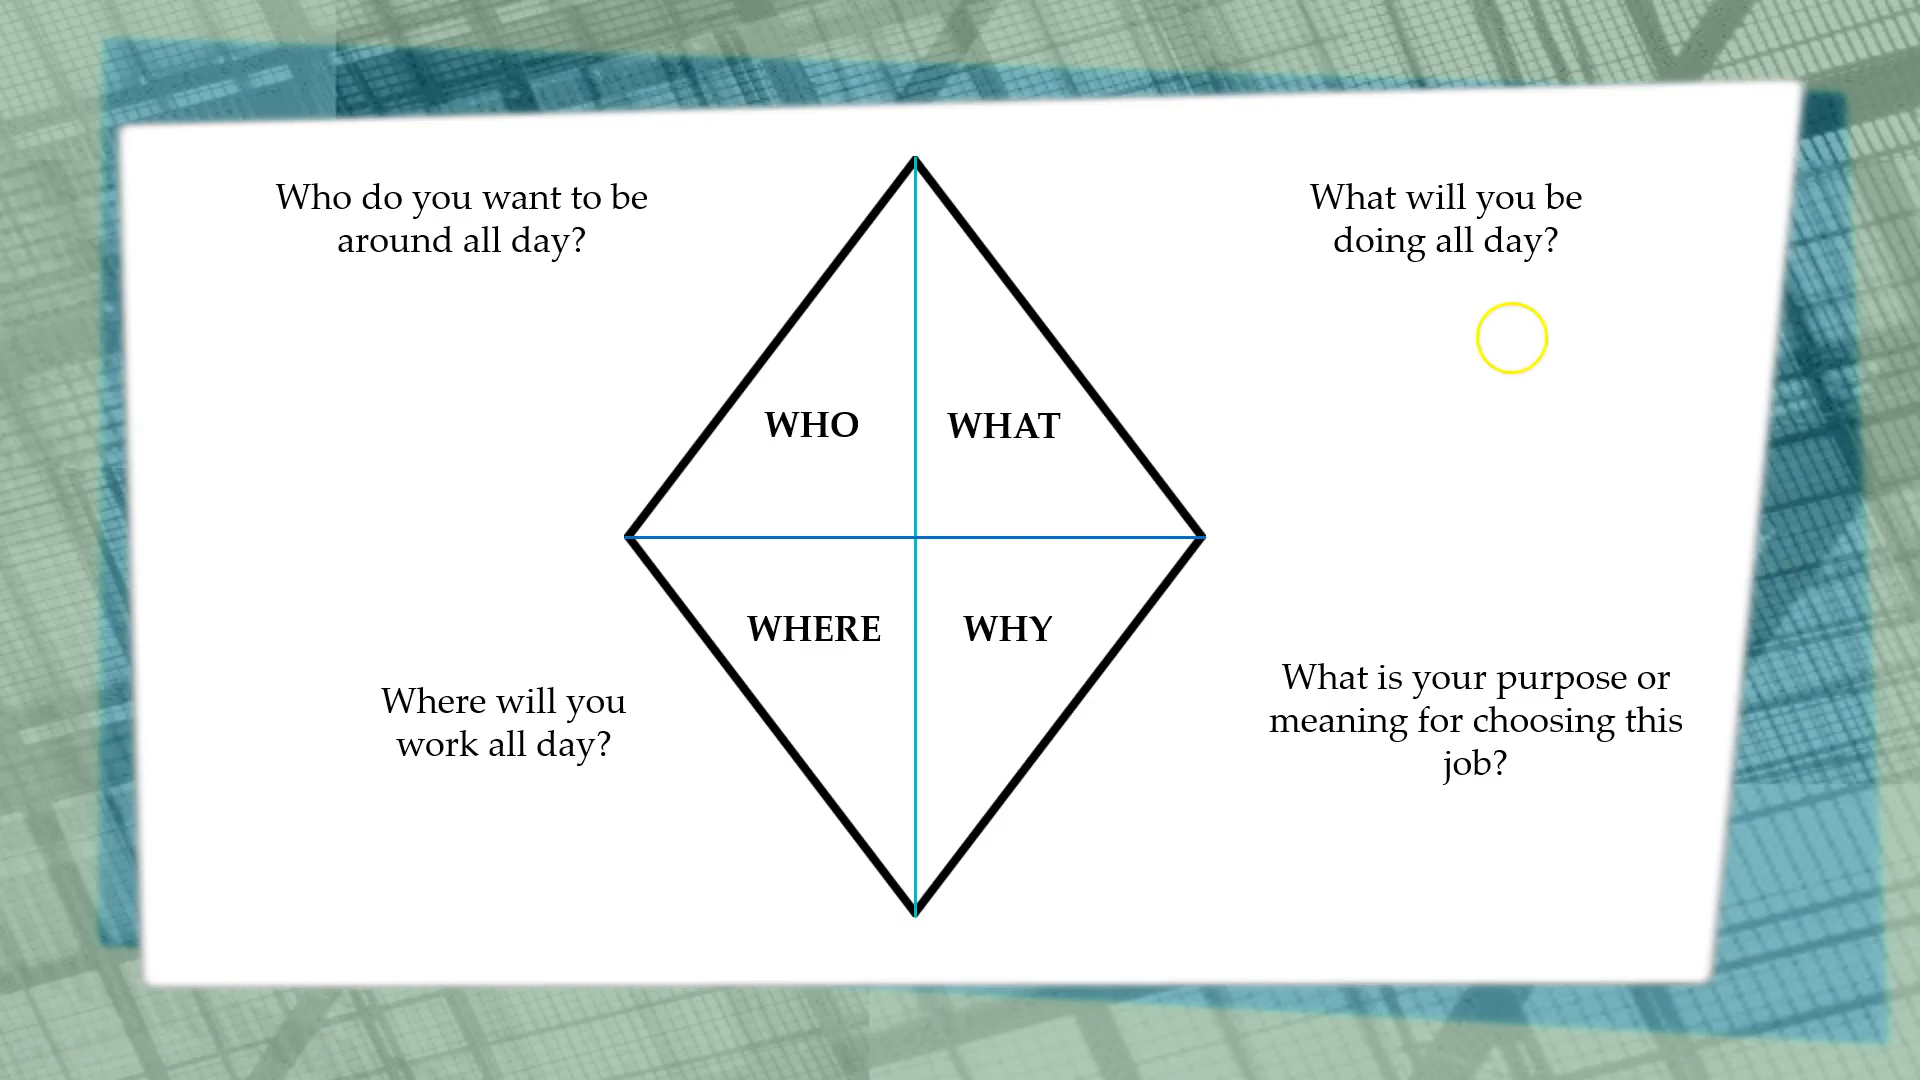 Who do you want to be
around all day?
What will you be
doing all day?
WHO
WHAT
WHERE
WHY
Where will you
work all day?
What is your purpose or
meaning for choosing this
job?